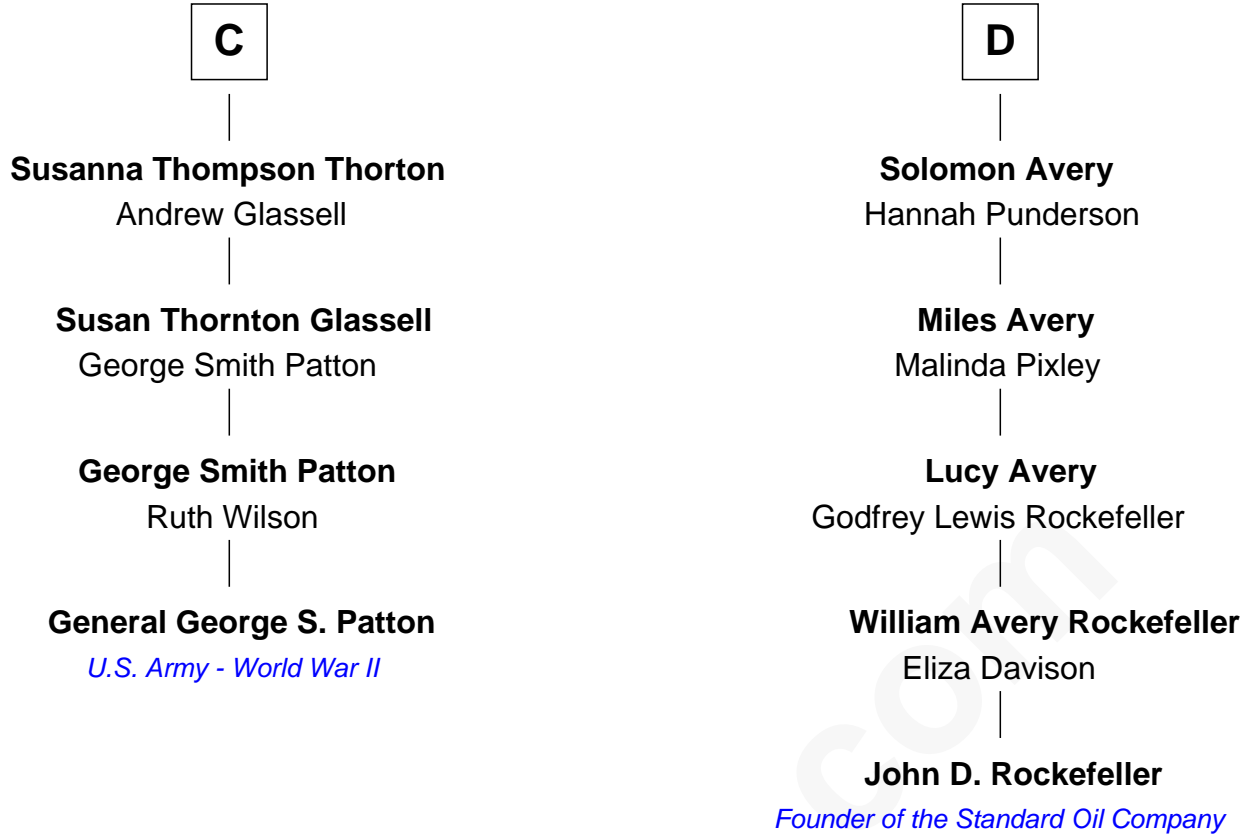 C
Susanna Thompson Thorton
Andrew Glassell
Susan Thornton Glassell
George Smith Patton
George Smith Patton
Ruth Wilson
General George S. Patton
U.S. Army - World War II
D
Solomon Avery
Hannah Punderson
Miles Avery
Malinda Pixley
Lucy Avery
Godfrey Lewis Rockefeller
William Avery Rockefeller
Eliza Davison
John D. Rockefeller
Founder of the Standard Oil Company
com